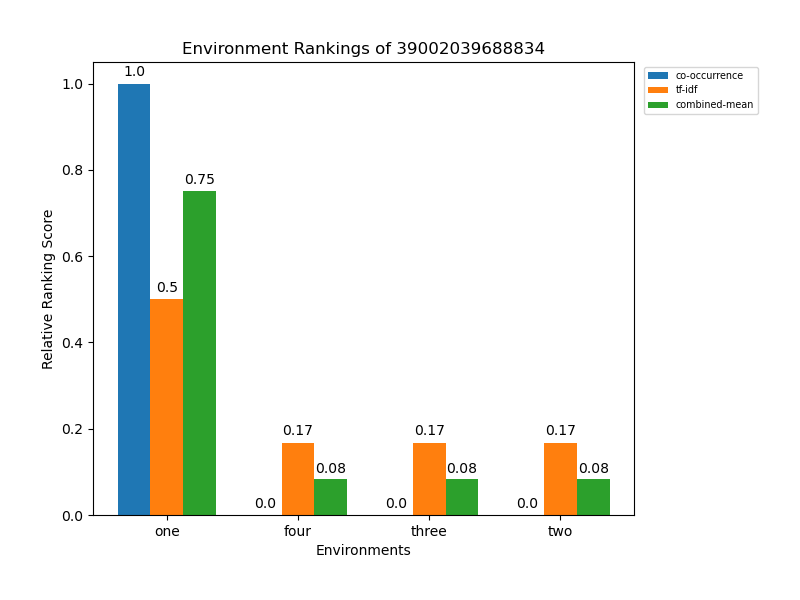 Environment Rankings of 39002039688834
co-occurrence
tf-idf
combined-mean
Relative Ranking Score
1.0
0.8
0.6
0.4
0.2
0.0
1.0
0.5
0.75
0.0
0.17
0.08
0.0
0.17
0.08
0.0
0.17
0.08
one
four
three
two
Environments